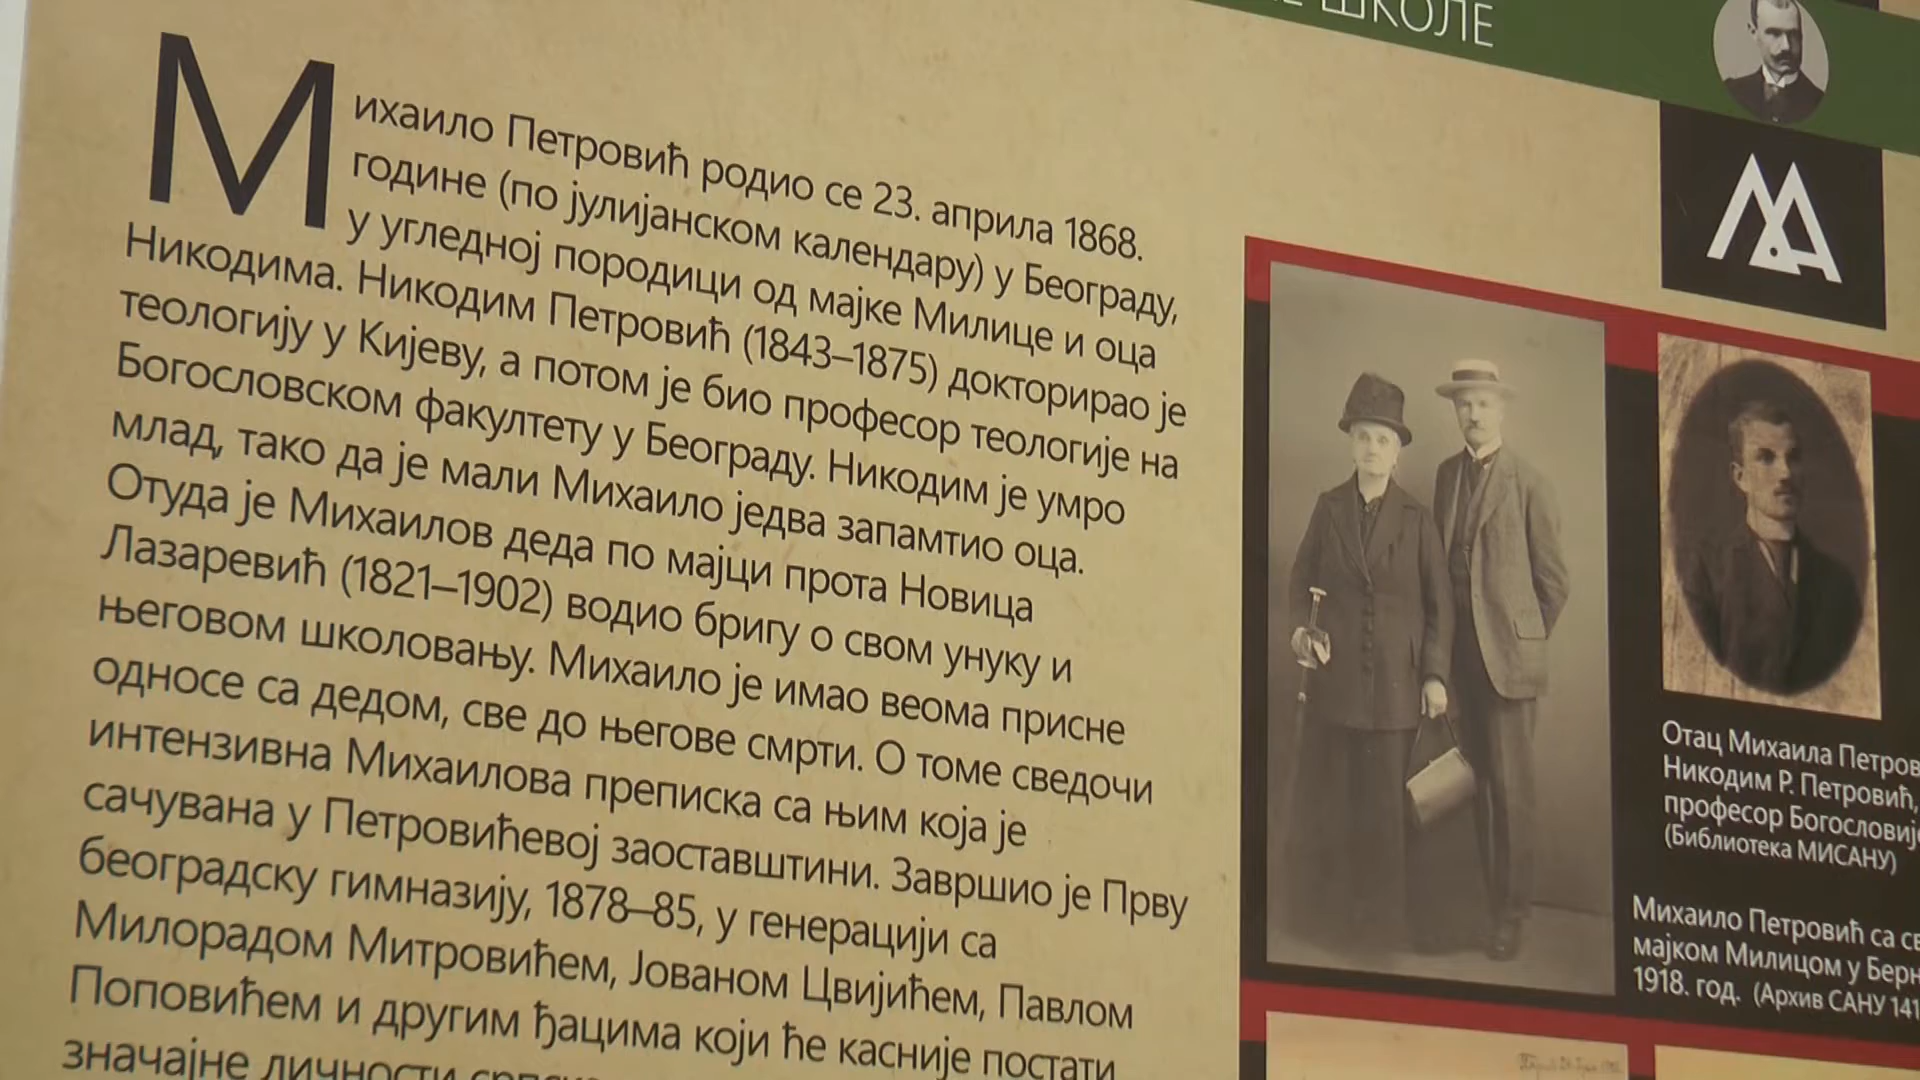 ШКОЛЕ
Михаило Петровић родио се 23. априла 1868.
године (по јулијанском календару) у Београду,
у угледној породици од мајке Милице и оца
Никодима. Никодим Петровић (1843–1875) докторирао је
теологију у Кијеву, а потом је био професор теологије на
Богословском факултету у Београду. Никодим је умро
млад, тако да је мали Михаило једва запамтио оца.
Отуда је Михаилов деда по мајци прота Новица
Лазаревић (1821–1902) водио бригу о свом унуку и
његовом школовању. Михаило је имао веома присне
односе са дедом, све до његове смрти. О томе сведочи
интензивна Михаилова преписка са њим која је
сачувана у Петровићевој заоставштини. Завршио је Прву
београдску гимназију, 1878–85, у генерацији са
Милорадом Митровићем, Јованом Цвијићем, Павлом
Поповићем и другим ђацима који ће касније постати
значајне личности
Отац Михаила Петров
Никодим Р. Петровић,
професор Богословиј
(Библиотека МИСАНУ)
Михаило Петровић са св
мајком Милицом у Берн
1918. год. (Архив САНУ 141